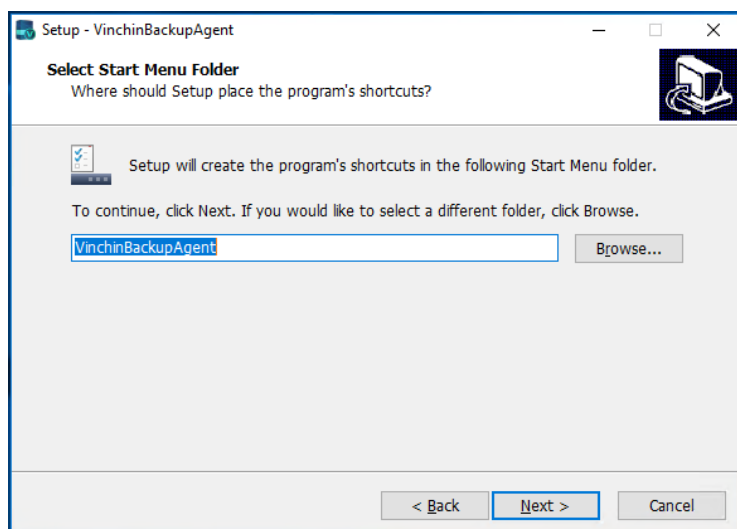 Setup - VinchinBackupAgent
Select Start Menu Folder
Where should Setup place the program's shortcuts?
Setup will create the program's shortcuts in the following Start Menu folder.
To continue, click Next. If you would like to select a different folder, click Browse.
VinchinBackupAgent
Browse...
< Back
Next >
Cancel